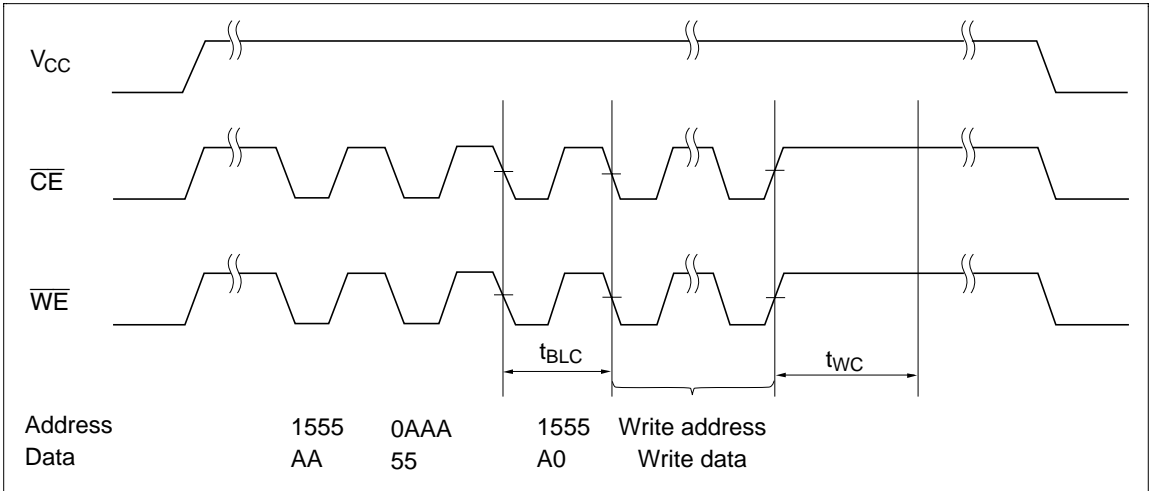 VCC
CE
WE
tBLC
tWC
Address 1555 0AAA 1555 Write address
Data AA 55 A0 Write data